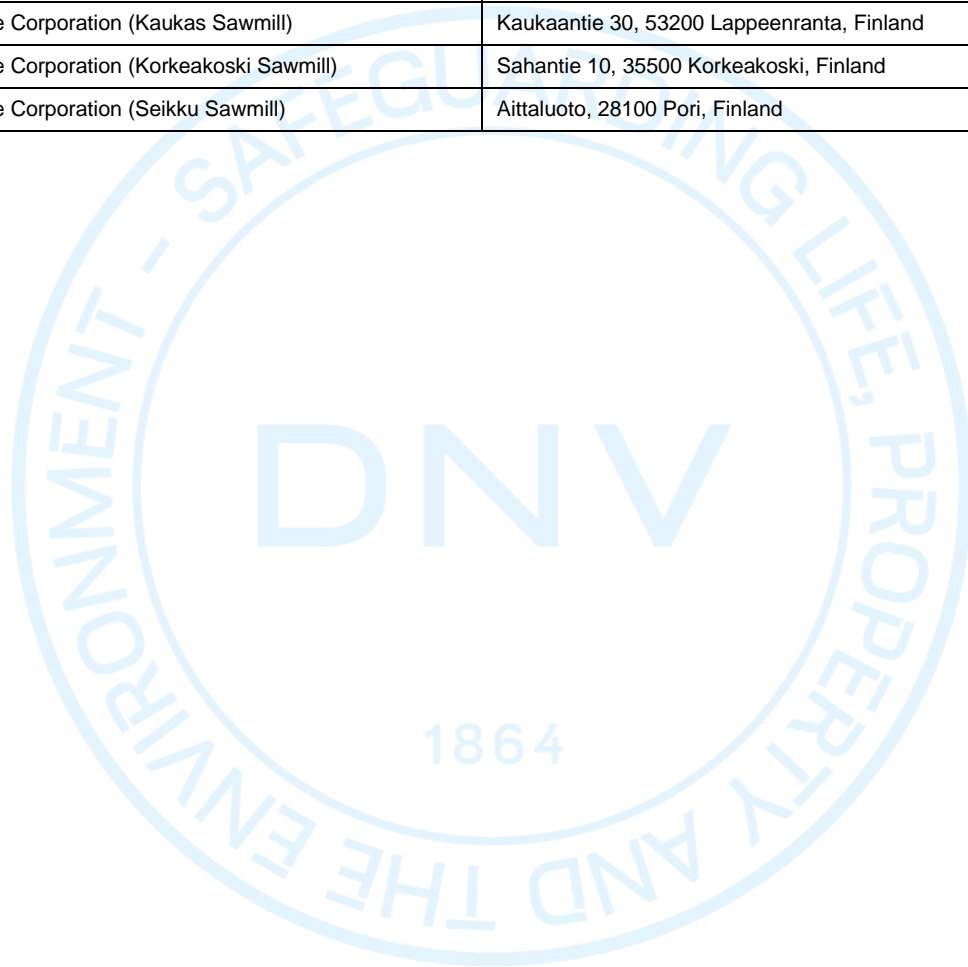 e Corporation (Kaukas Sawmill) Kaukaantie 30, 53200 Lappeenranta, Finland
e Corporation (Korkeakoski Sawmill) Sahantie 10, 35500 Korkeakoski, Finland
e Corporation (Seikku Sawmill) Aittaluoto, 28100 Pori, Finland
SAFEGUARDING LIFE, PROPERTY AND THE ENVIRONMENT -
DNV
1864